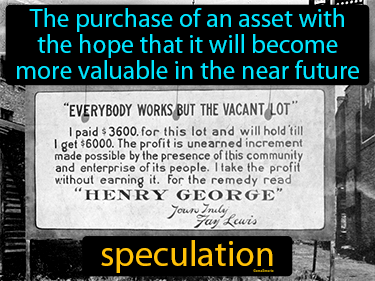 The purchase of an asset with
the hope that it will become
more valuable in the near future
"EVERYBODY WORKS BUT THE VACANT LOT"
I paid $3600. for this lot and will hold 'till
I get $6000. The profit is unearned increment
made possible by the presence of this community
and enterprise of its people. I take the profit
without earning it. For the remedy read
"HENRY GEORGE"
Yours Truly
Fay Lewis
speculation